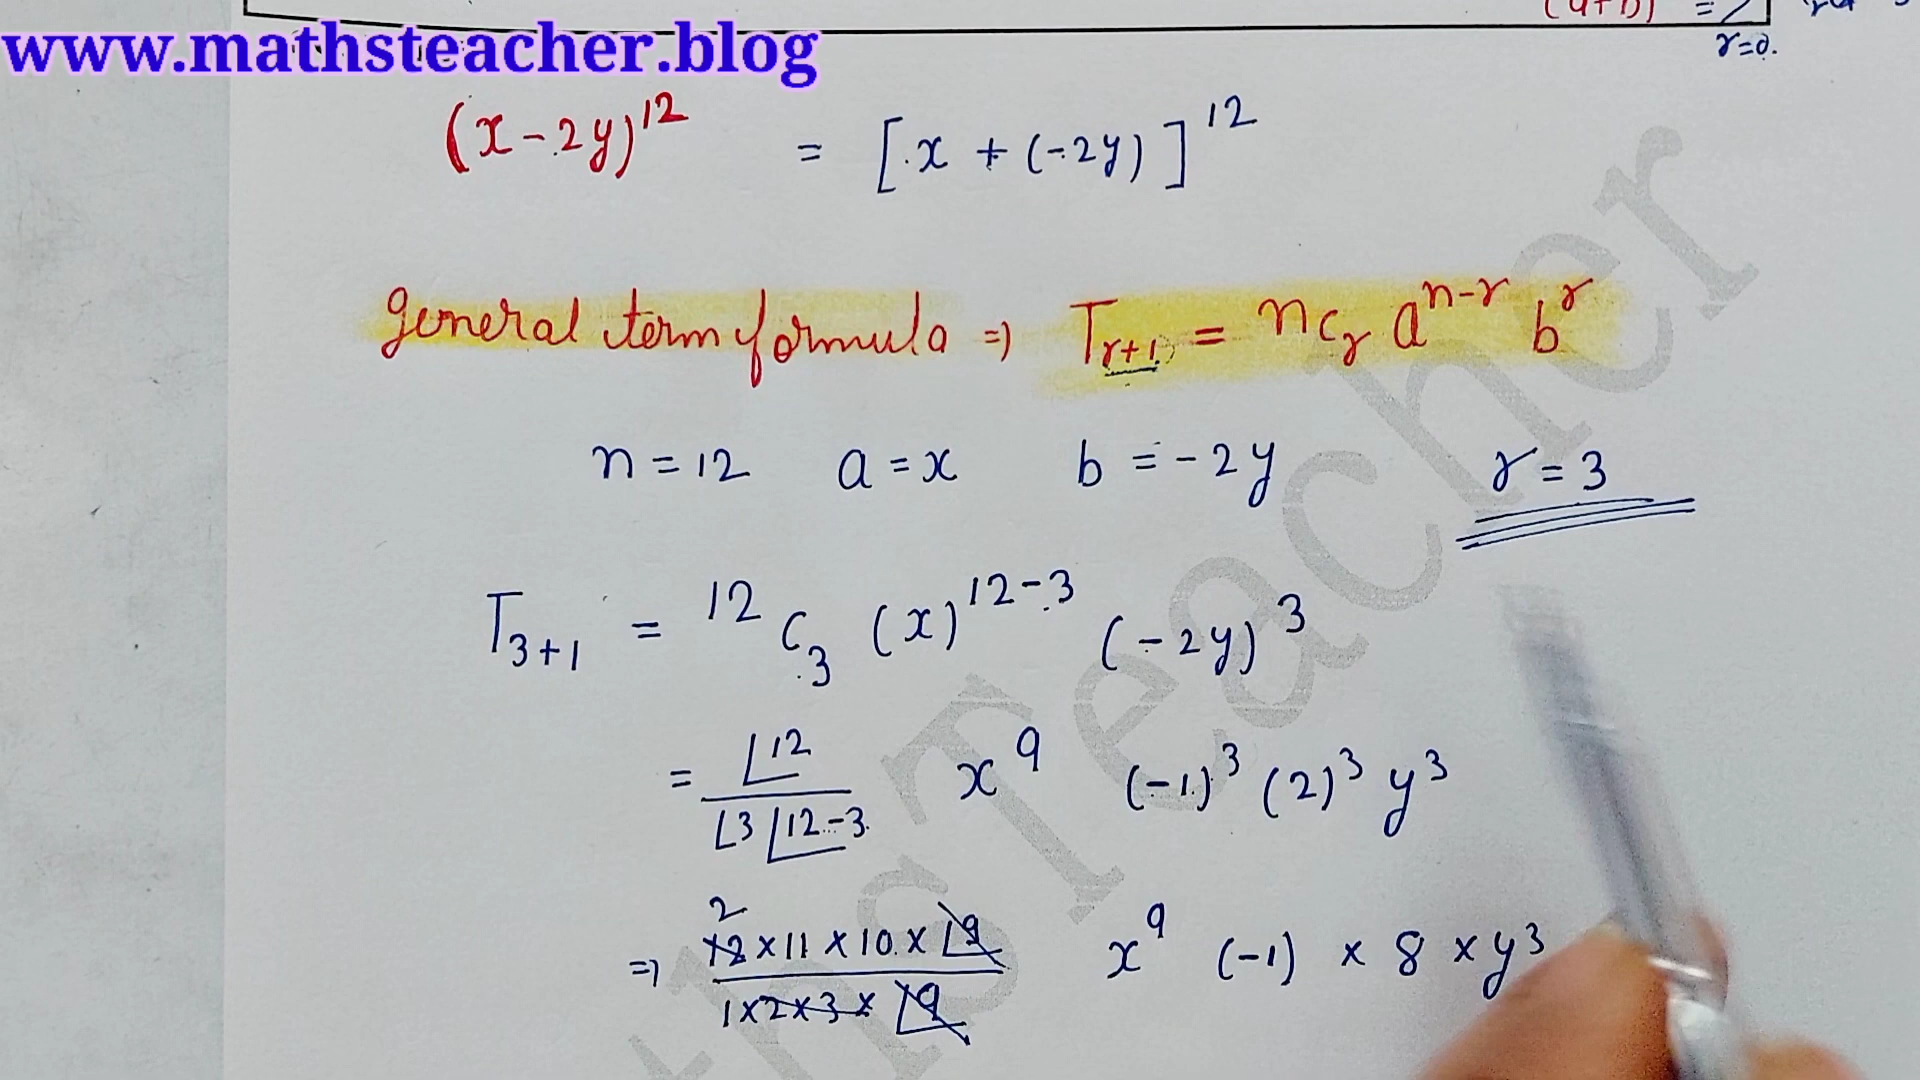 www.mathsteacher.blog
r=0.
(x-2y)^12 = [x + (-2y)]^12
General term formula ⇒ T_{r+1} = nC_r a^{n-r} b^r
n = 12 a = x b = -2y r = 3
T_{3+1} = ^12C_3 (x)^{12-3} (-2y)^3
= ∟12 / ∟3 ∟12-3 x^9 (-1)^3 (2)^3 y^3
2
⇒ 12 × 11 × 10 × ∟9 / 1×2×3× ∟9 x^9 (-1) × 8 × y^3
MathsTeacher